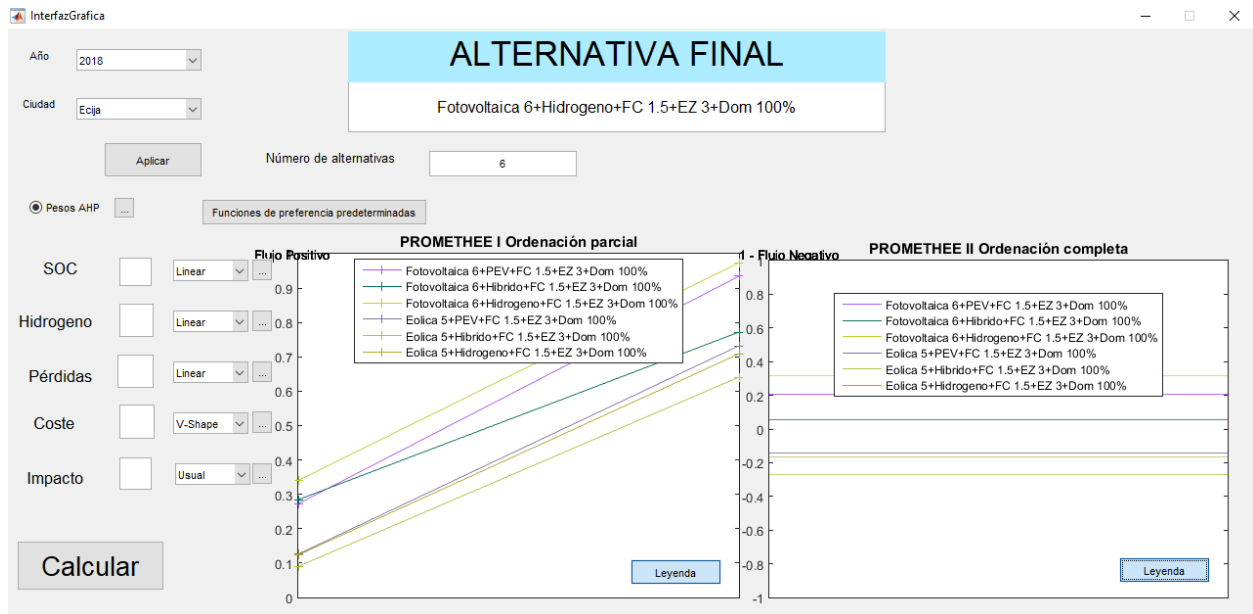 InterfazGrafica
Año
2018
Ciudad
Ecija
ALTERNATIVA FINAL
Fotovoltaica 6+Hidrogeno+FC 1.5+EZ 3+Dom 100%
Aplicar
Número de alternativas
6
Pesos AHP
...
Funciones de preferencia predeterminadas
SOC
Linear
...
Hidrogeno
Linear
...
Pérdidas
Linear
...
Coste
V-Shape
...
Impacto
Usual
...
Calcular
PROMETHEE I Ordenación parcial
Flujo Positivo
1 - Flujo Negativo
Fotovoltaica 6+PEV+FC 1.5+EZ 3+Dom 100%
Fotovoltaica 6+Hibrido+FC 1.5+EZ 3+Dom 100%
Fotovoltaica 6+Hidrogeno+FC 1.5+EZ 3+Dom 100%
Eolica 5+PEV+FC 1.5+EZ 3+Dom 100%
Eolica 5+Hibrido+FC 1.5+EZ 3+Dom 100%
Eolica 5+Hidrogeno+FC 1.5+EZ 3+Dom 100%
0.9
0.8
0.7
0.6
0.5
0.4
0.3
0.2
0.1
0
Leyenda
PROMETHEE II Ordenación completa
Fotovoltaica 6+PEV+FC 1.5+EZ 3+Dom 100%
Fotovoltaica 6+Hibrido+FC 1.5+EZ 3+Dom 100%
Fotovoltaica 6+Hidrogeno+FC 1.5+EZ 3+Dom 100%
Eolica 5+PEV+FC 1.5+EZ 3+Dom 100%
Eolica 5+Hibrido+FC 1.5+EZ 3+Dom 100%
Eolica 5+Hidrogeno+FC 1.5+EZ 3+Dom 100%
1
0.8
0.6
0.4
0.2
0
-0.2
-0.4
-0.6
-0.8
-1
Leyenda